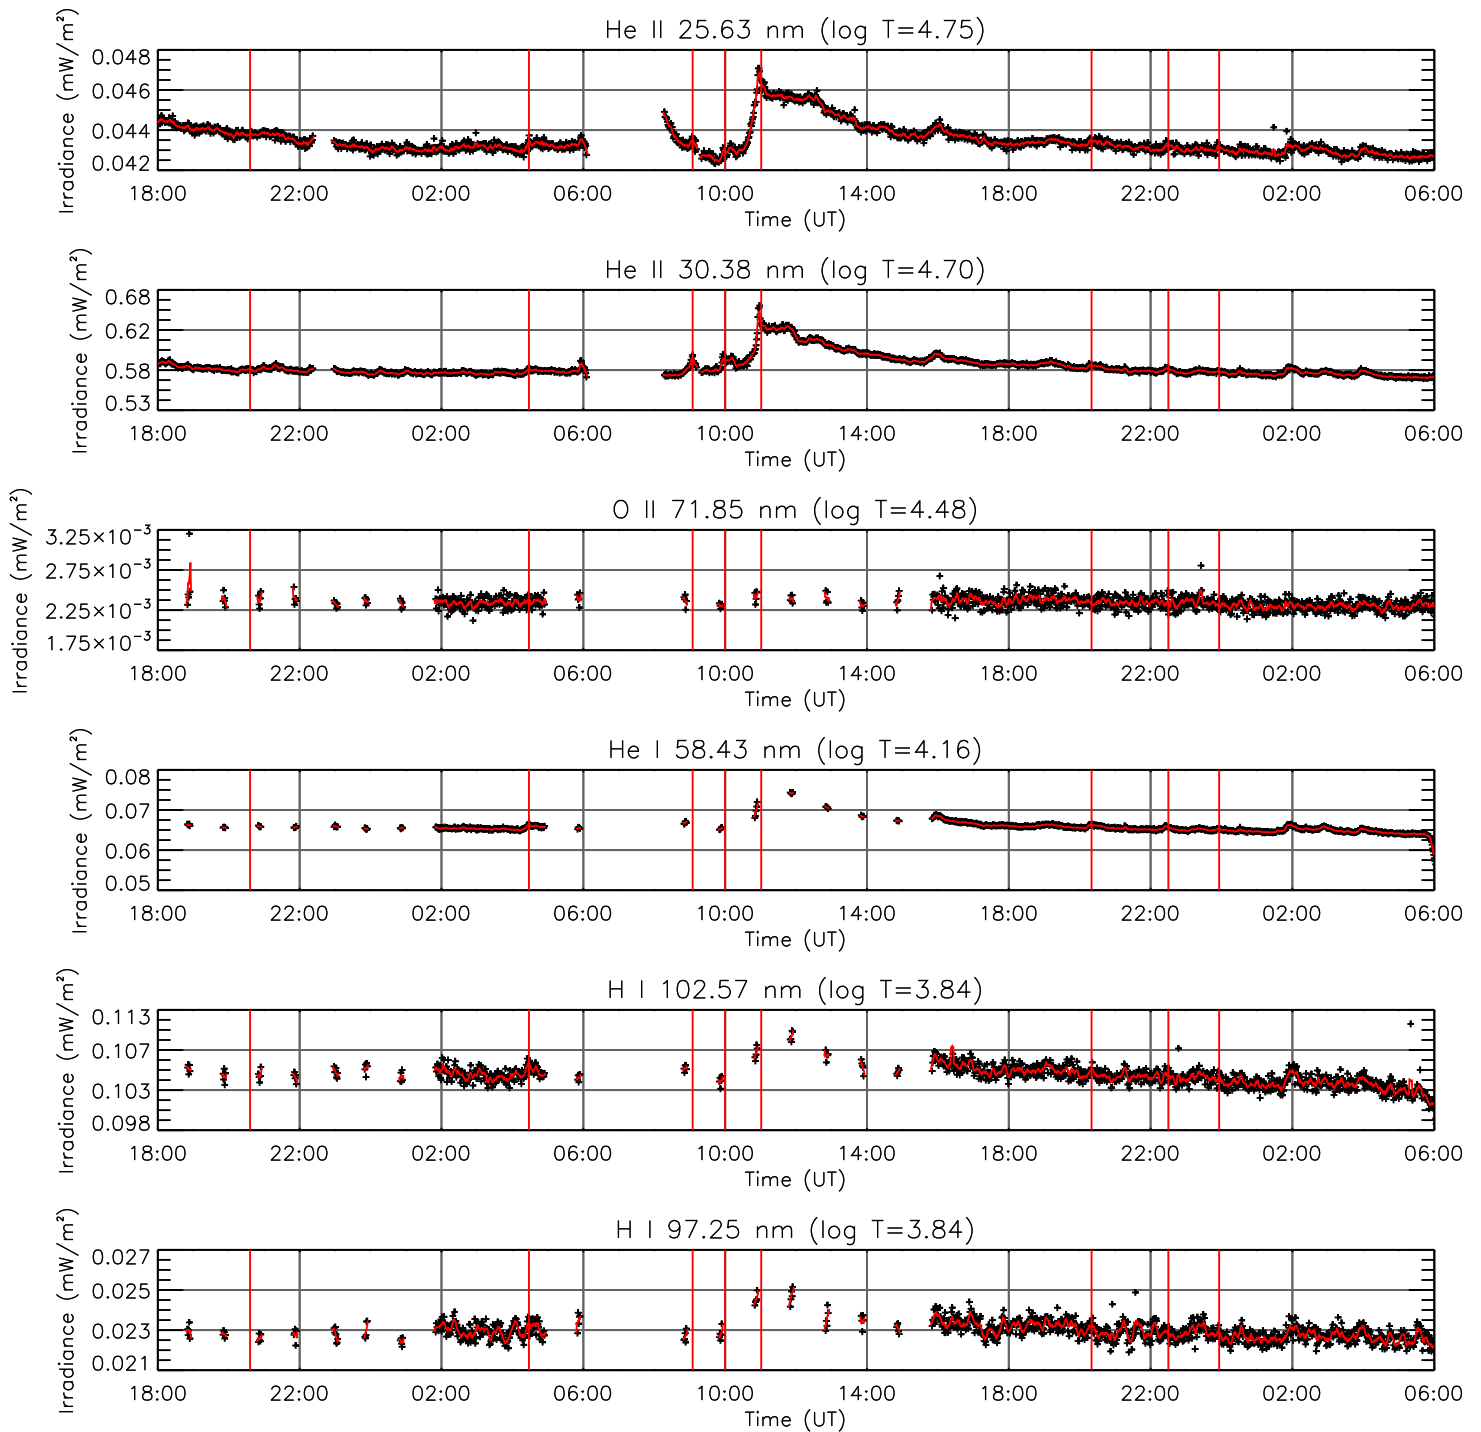 He II 25.63 nm (log T=4.75)
Irradiance (mW/m²)
0.048
0.046
0.044
0.042
18:00 22:00 02:00 06:00 10:00 14:00 18:00 22:00 02:00 06:00
Time (UT)
He II 30.38 nm (log T=4.70)
Irradiance (mW/m²)
0.68
0.62
0.58
0.53
18:00 22:00 02:00 06:00 10:00 14:00 18:00 22:00 02:00 06:00
Time (UT)
O II 71.85 nm (log T=4.48)
Irradiance (mW/m²)
3.25×10⁻³
2.75×10⁻³
2.25×10⁻³
1.75×10⁻³
18:00 22:00 02:00 06:00 10:00 14:00 18:00 22:00 02:00 06:00
Time (UT)
He I 58.43 nm (log T=4.16)
Irradiance (mW/m²)
0.08
0.07
0.06
0.05
18:00 22:00 02:00 06:00 10:00 14:00 18:00 22:00 02:00 06:00
Time (UT)
H I 102.57 nm (log T=3.84)
Irradiance (mW/m²)
0.113
0.107
0.103
0.098
18:00 22:00 02:00 06:00 10:00 14:00 18:00 22:00 02:00 06:00
Time (UT)
H I 97.25 nm (log T=3.84)
Irradiance (mW/m²)
0.027
0.025
0.023
0.021
18:00 22:00 02:00 06:00 10:00 14:00 18:00 22:00 02:00 06:00
Time (UT)